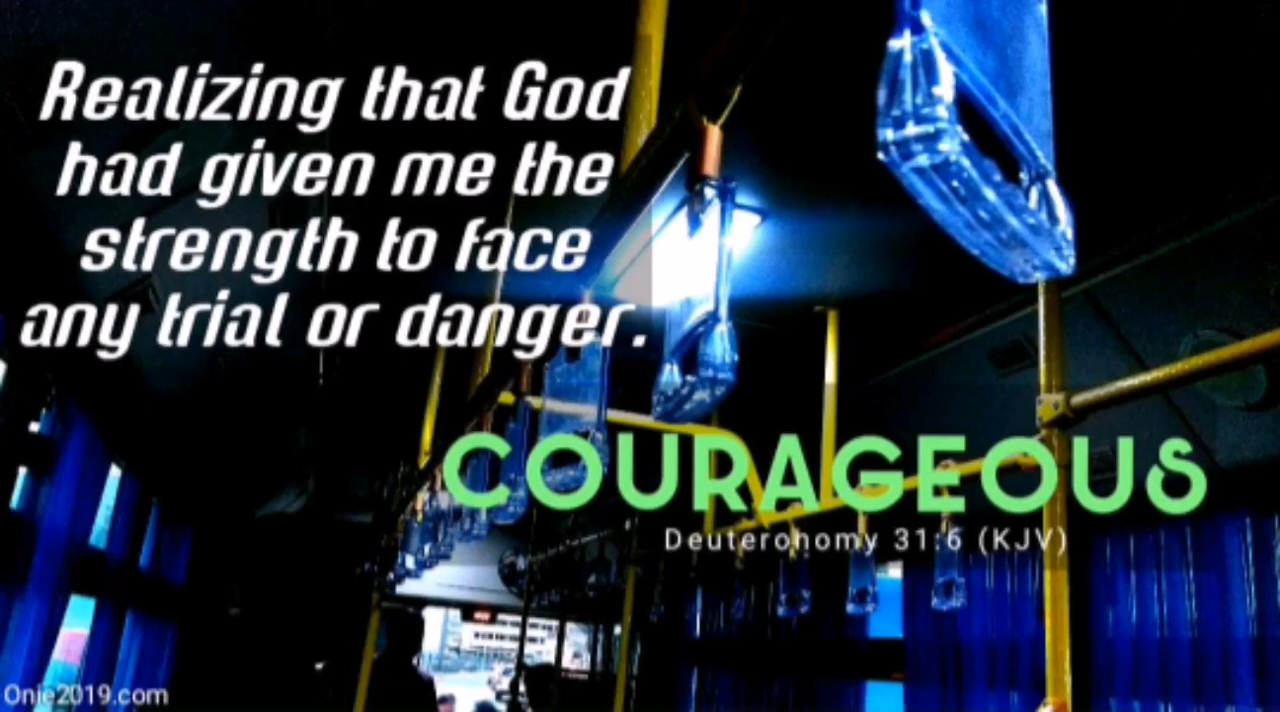 Realizing that God
had given me the
strength to face
any trial or danger.
COURAGEOUS
Deuteronomy 31:6 (KJV)
Onie2019.com